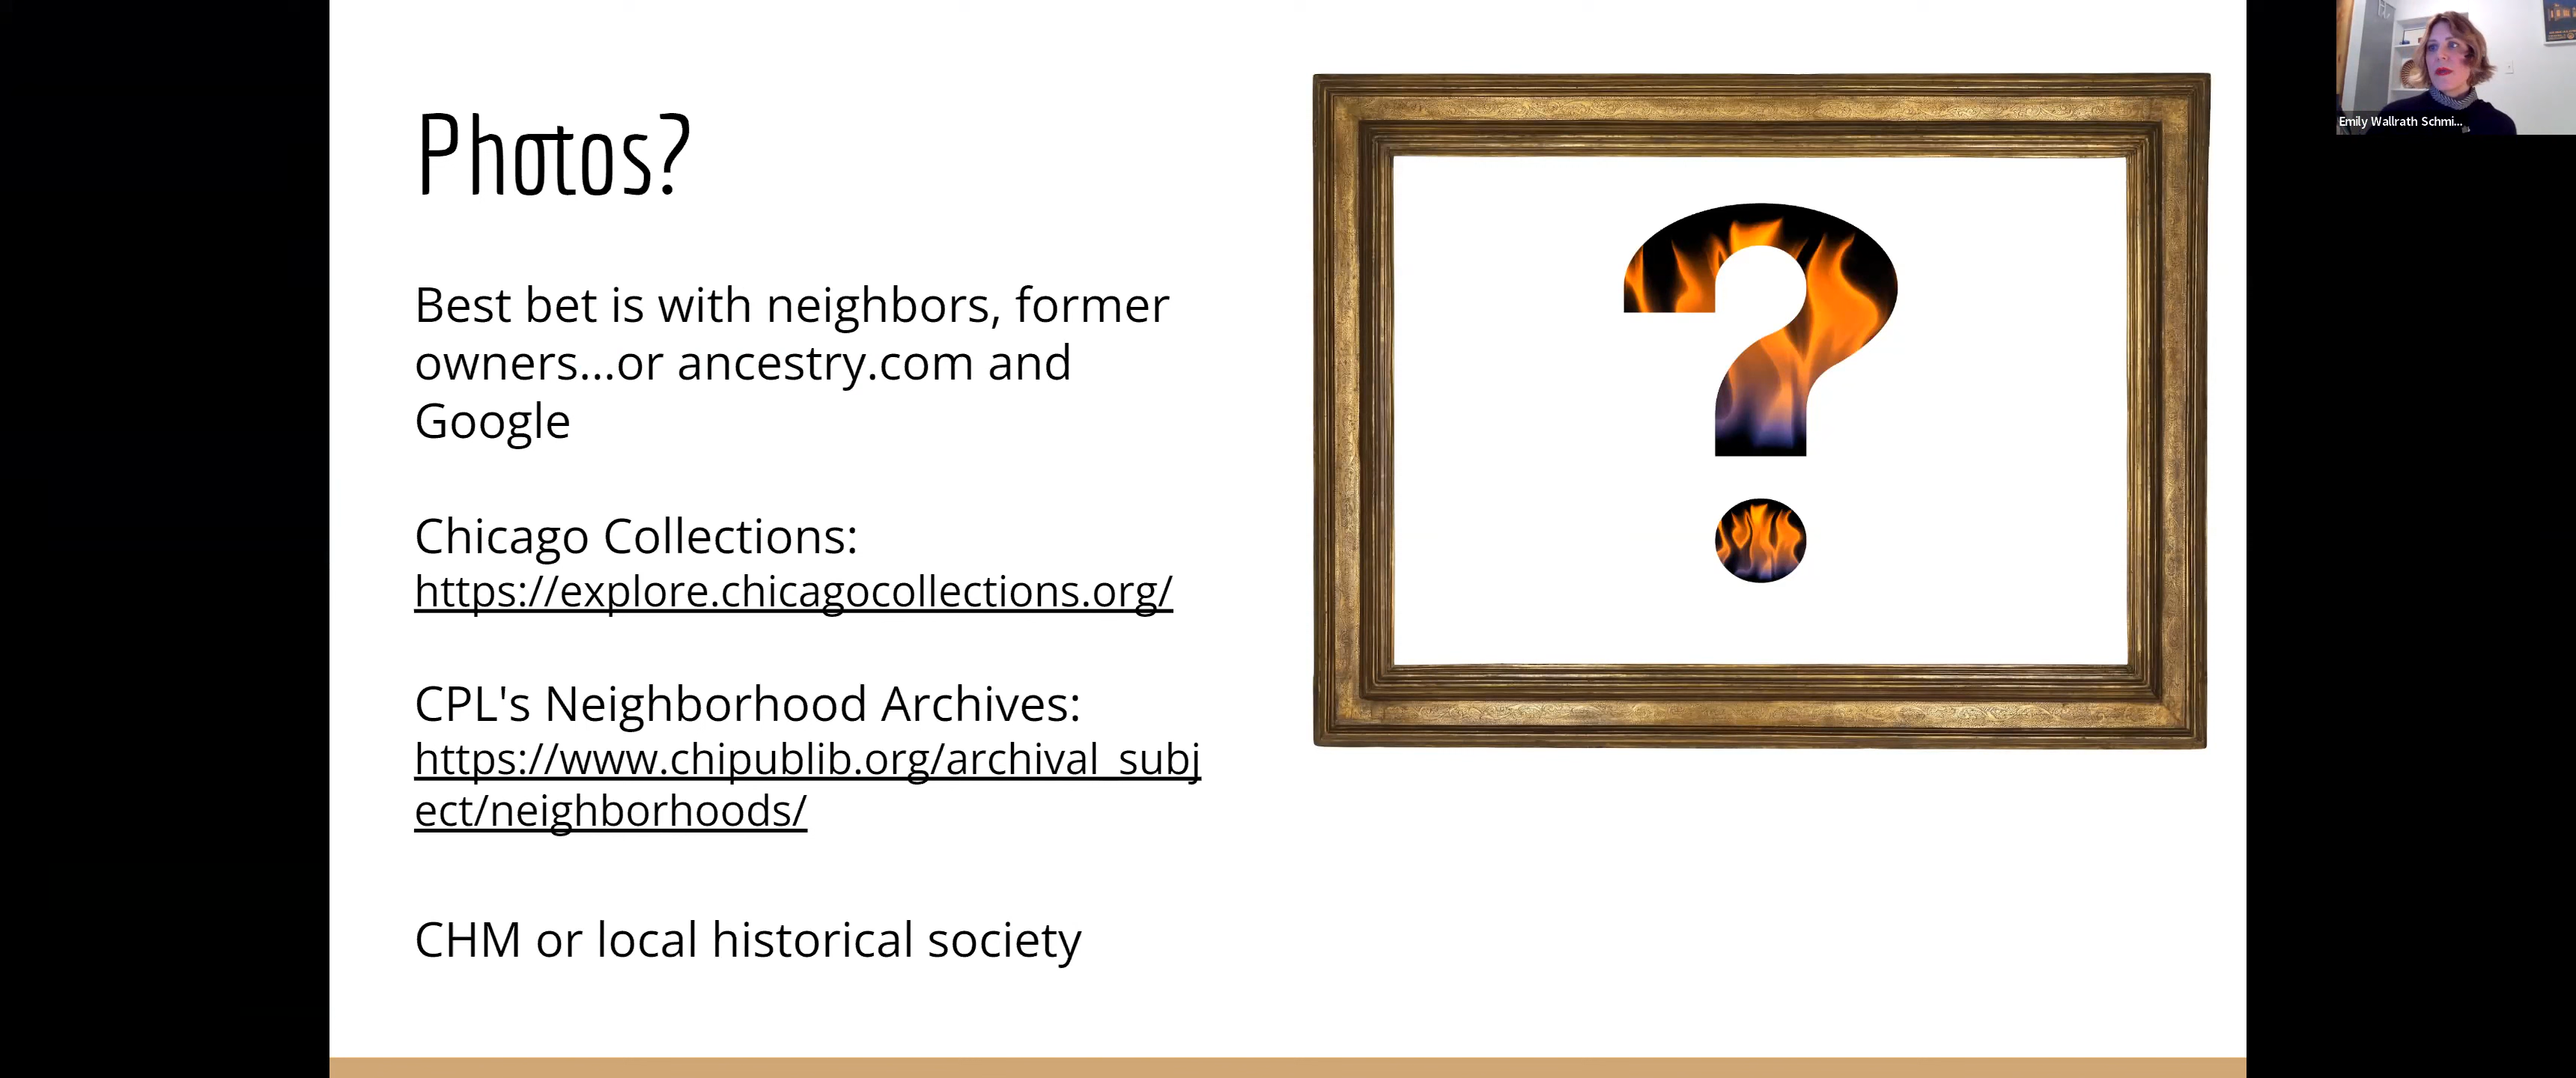 Photos?
Best bet is with neighbors, former
owners...or ancestry.com and
Google
Chicago Collections:
https://explore.chicagocollections.org/
CPL's Neighborhood Archives:
https://www.chipublib.org/archival_subj
ect/neighborhoods/
CHM or local historical society
Emily Wallrath Schmi...